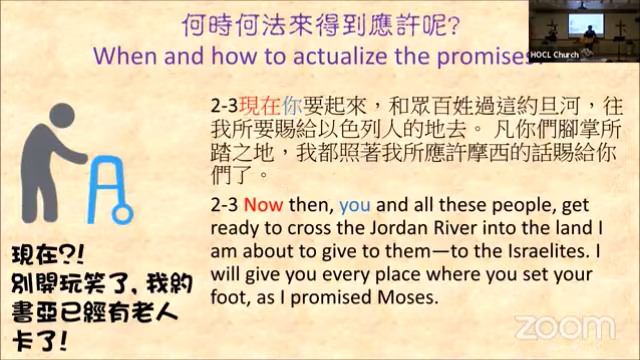 何時何法來得到應許呢?
When and how to actualize the promises?
HOCL Church
2-3現在你要起來，和眾百姓過這約旦河，往
我所要賜給以色列人的地去。 凡你們腳掌所
踏之地，我都照著我所應許摩西的話賜給你
們了。
2-3 Now then, you and all these people, get
ready to cross the Jordan River into the land I
am about to give to them—to the Israelites. I
will give you every place where you set your
foot, as I promised Moses.
現在?!
別開玩笑了, 我約
書亞已經有老人
卡了!
zoom